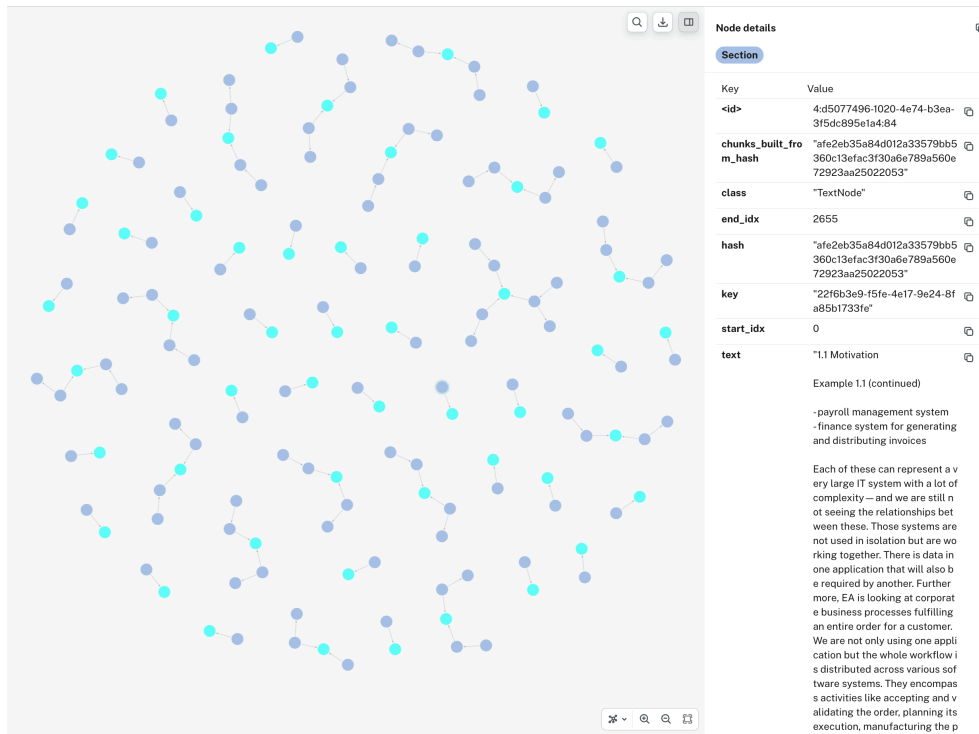 Node details
Section
Key Value
<id> 4:d5077496-1020-4e74-b3ea-
3f5dc895e1a4:84
chunks_built_fro "afe2eb35a84d012a33579bb5
m_hash 360c13efac3f30a6e789a560e
72923aa25022053"
class "TextNode"
end_idx 2655
hash "afe2eb35a84d012a33579bb5
360c13efac3f30a6e789a560e
72923aa25022053"
key "22f6b3e9-f5fe-4e17-9e24-8f
a85b1733fe"
start_idx 0
text "1.1 Motivation
Example 1.1 (continued)
- payroll management system
- finance system for generating
and distributing invoices
Each of these can represent a v
ery large IT system with a lot of
complexity — and we are still n
ot seeing the relationships bet
ween these. Those systems are
not used in isolation but are wo
rking together. There is data in
one application that will also b
e required by another. Further
more, EA is looking at corporat
e business processes fulfilling
an entire order for a customer.
We are not only using one appli
cation but the whole workflow i
s distributed across various sof
tware systems. They encompas
s activities like accepting and v
alidating the order, planning its
execution, manufacturing the p